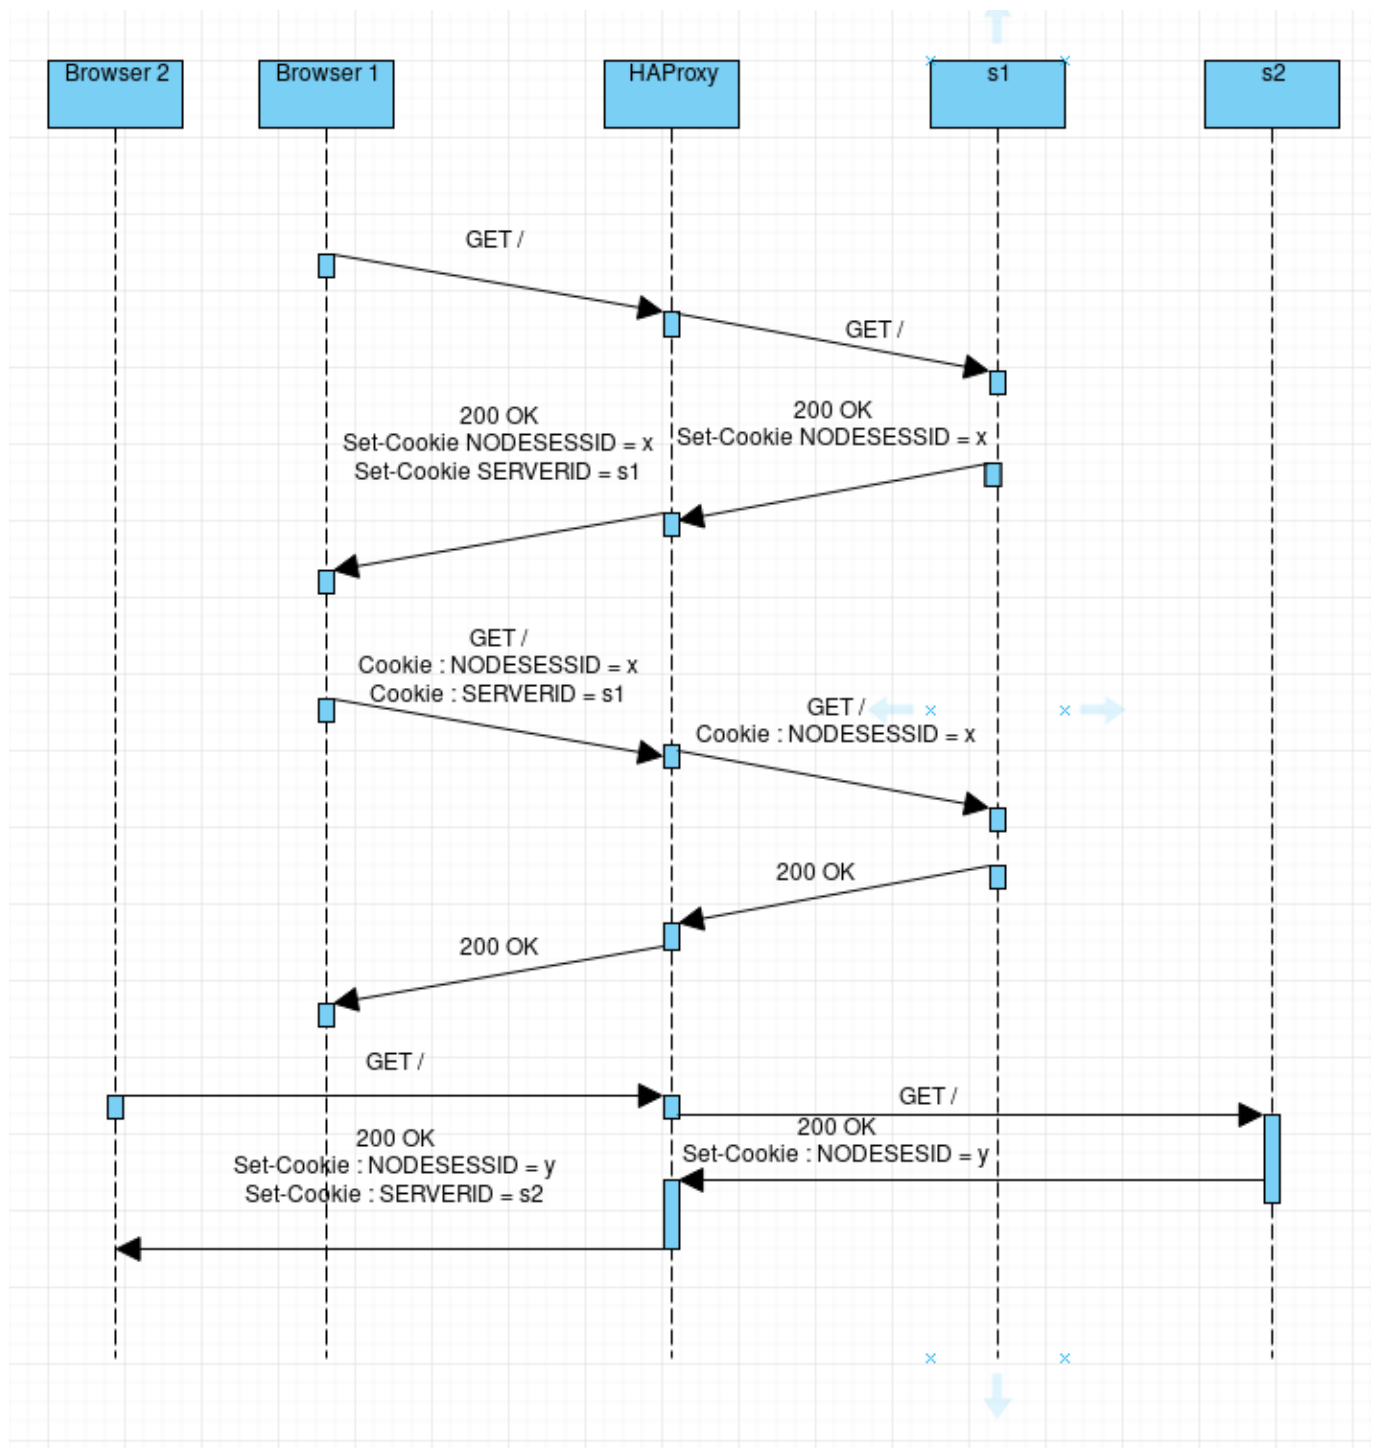 Browser 2
Browser 1
HAProxy
s1
s2
GET /
GET /
200 OK
Set-Cookie NODESESSID = x
Set-Cookie SERVERID = s1
200 OK
Set-Cookie NODESESSID = x
GET /
Cookie : NODESESSID = x
Cookie : SERVERID = s1
GET /
Cookie : NODESESSID = x
200 OK
200 OK
GET /
GET /
200 OK
Set-Cookie : NODESESID = y
200 OK
Set-Cookie : NODESESSID = y
Set-Cookie : SERVERID = s2